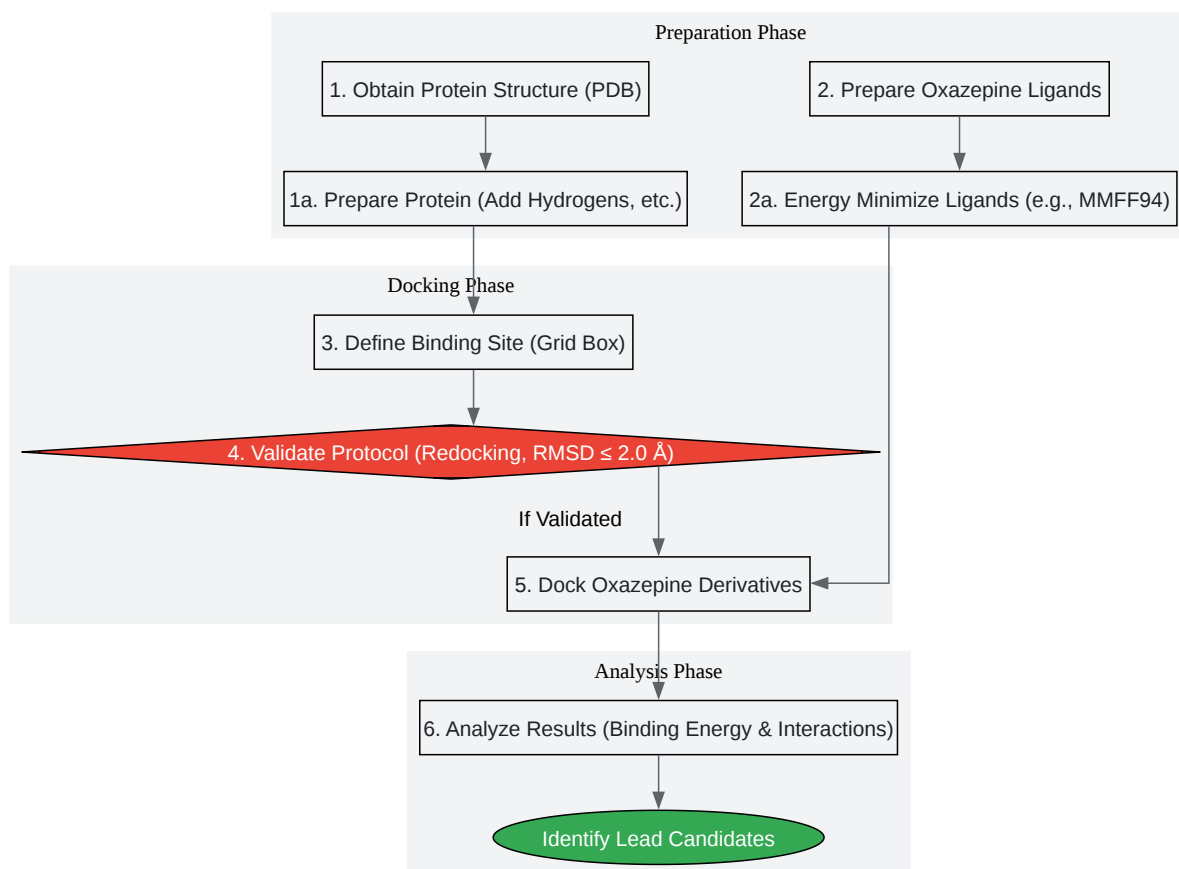 Preparation Phase
1. Obtain Protein Structure (PDB)
2. Prepare Oxazepine Ligands
1a. Prepare Protein (Add Hydrogens, etc.)
2a. Energy Minimize Ligands (e.g., MMFF94)
Docking Phase
3. Define Binding Site (Grid Box)
4. Validate Protocol (Redocking, RMSD ≤ 2.0 Å)
If Validated
5. Dock Oxazepine Derivatives
Analysis Phase
6. Analyze Results (Binding Energy & Interactions)
Identify Lead Candidates